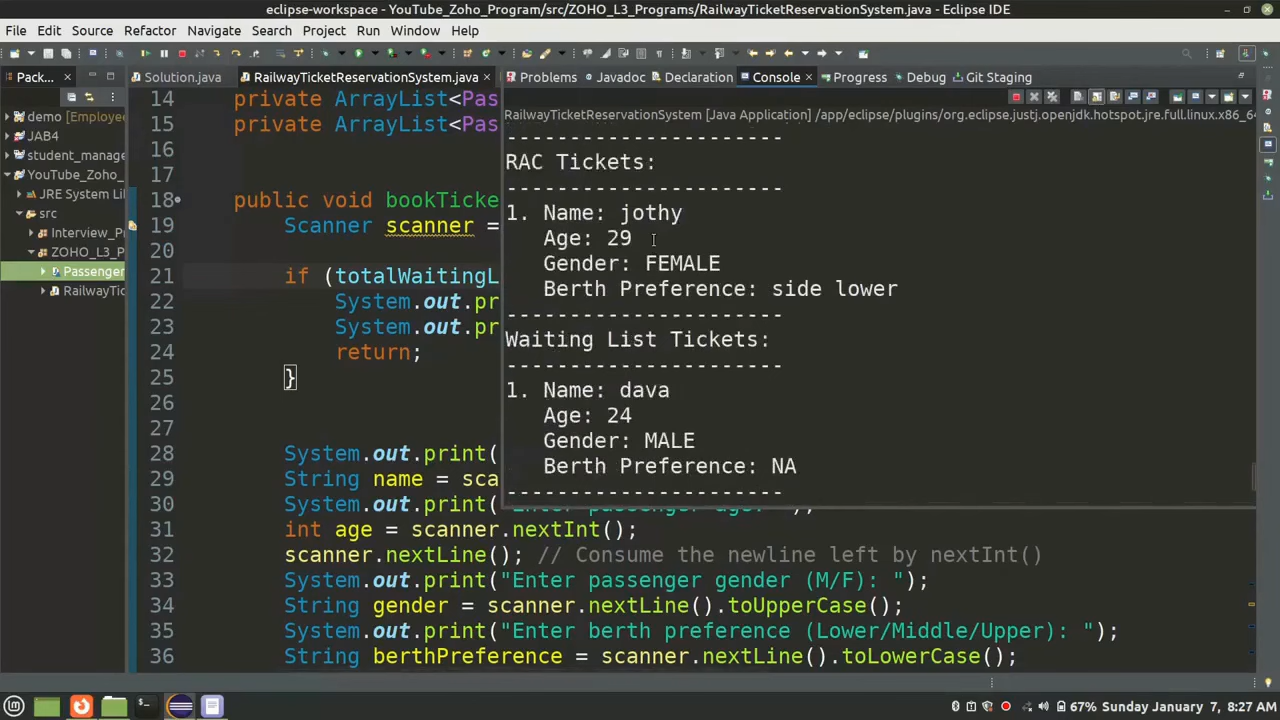 eclipse-workspace - YouTube_Zoho_Program/src/ZOHO_L3_Programs/RailwayTicketReservationSystem.java - Eclipse IDE
File Edit Source Refactor Navigate Search Project Run Window Help
Pack... Solution.java RailwayTicketReservationSystem.java Problems Javadoc Declaration Console Progress Debug Git Staging
demo [Employee
JAB4
student_manage
YouTube_Zoho_
JRE System Li
src
Interview_Pr
ZOHO_L3_P
Passenger
RailwayTic
14 private ArrayList<Pas
15 private ArrayList<Pas
16
17
18 public void bookTicke
19 Scanner scanner =
20
21 if (totalWaitingL
22 System.out.pr
23 System.out.pr
24 return;
25 }
26
27
28 System.out.print(
29 String name = sca
30 System.out.print("Enter passenger age: ");
31 int age = scanner.nextInt();
32 scanner.nextLine(); // Consume the newline left by nextInt()
33 System.out.print("Enter passenger gender (M/F): ");
34 String gender = scanner.nextLine().toUpperCase();
35 System.out.print("Enter berth preference (Lower/Middle/Upper): ");
36 String berthPreference = scanner.nextLine().toLowerCase();
RailwayTicketReservationSystem [Java Application] /app/eclipse/plugins/org.eclipse.justj.openjdk.hotspot.jre.full.linux.x86_64
----------------------
RAC Tickets:
----------------------
1. Name: jothy
Age: 29
Gender: FEMALE
Berth Preference: side lower
----------------------
Waiting List Tickets:
----------------------
1. Name: dava
Age: 24
Gender: MALE
Berth Preference: NA
----------------------
67% Sunday January 7, 8:27 AM